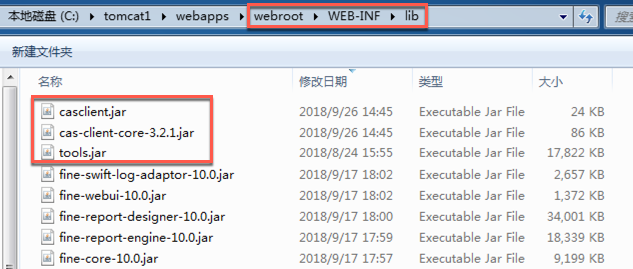 本地磁盘 (C:) ▸ tomcat1 ▸ webapps ▸ webroot ▸ WEB-INF ▸ lib 搜索
新建文件夹
名称 修改日期 类型 大小
casclient.jar 2018/9/26 14:45 Executable Jar File 24 KB
cas-client-core-3.2.1.jar 2018/9/26 14:45 Executable Jar File 86 KB
tools.jar 2018/8/24 15:55 Executable Jar File 17,822 KB
fine-swift-log-adaptor-10.0.jar 2018/9/17 18:02 Executable Jar File 2,657 KB
fine-webui-10.0.jar 2018/9/17 18:02 Executable Jar File 1,372 KB
fine-report-designer-10.0.jar 2018/9/17 18:00 Executable Jar File 34,001 KB
fine-report-engine-10.0.jar 2018/9/17 17:59 Executable Jar File 18,339 KB
fine-core-10.0.jar 2018/9/17 17:57 Executable Jar File 9,199 KB